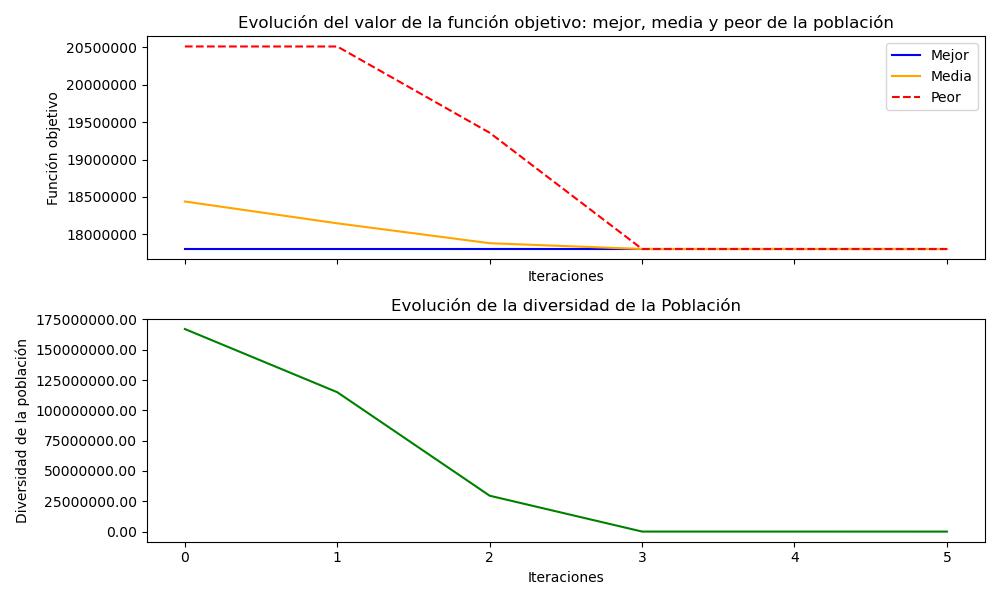 Evolución del valor de la función objetivo: mejor, media y peor de la población
Función objetivo
20500000
20000000
19500000
19000000
18500000
18000000
Mejor
Media
Peor
Iteraciones
Evolución de la diversidad de la Población
Diversidad de la población
175000000.00
150000000.00
125000000.00
100000000.00
75000000.00
50000000.00
25000000.00
0.00
0 1 2 3 4 5
Iteraciones